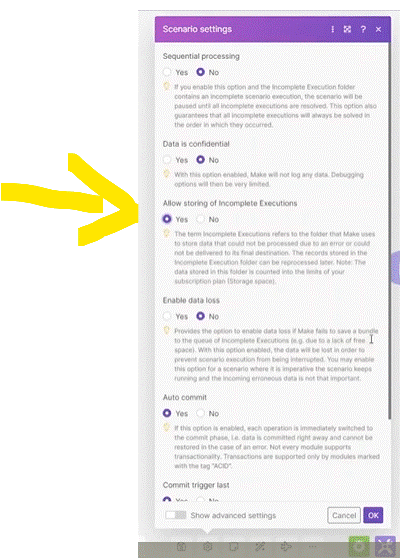 Scenario settings
Sequential processing
Yes No
If you enable this option and the Incomplete Execution folder
contains an incomplete scenario execution, the scenario will be
paused until all incomplete executions are resolved. This option also
guarantees that all incomplete executions will always be solved in
the order in which they occurred.
Data is confidential
Yes No
With this option enabled, Make will not log any data. Debugging
options will then be very limited.
Allow storing of Incomplete Executions
Yes No
The term Incomplete Executions refers to the folder that Make uses
to store data that could not be processed due to an error or could
not be delivered to its final destination. The records stored in the
Incomplete Execution folder can be reprocessed later. Note: The
data stored in this folder is counted into the limits of your
subscription plan (Storage space).
Enable data loss
Yes No
Provides the option to enable data loss if Make fails to save a bundle
to the queue of Incomplete Executions (e.g. due to a lack of free
space). With this option enabled, the data will be lost in order to
prevent scenario execution from being interrupted. You may enable
this option for a scenario where it is imperative the scenario keeps
running and the incoming erroneous data is not that important.
Auto commit
Yes No
If this option is enabled, each operation is immediately switched to
the commit phase, i.e. data is committed right away and cannot be
restored in the case of an error. Not every module supports
transactionality. Transactions are supported only by modules marked
with the tag "ACID".
Commit trigger last
Yes No
Show advanced settings Cancel OK